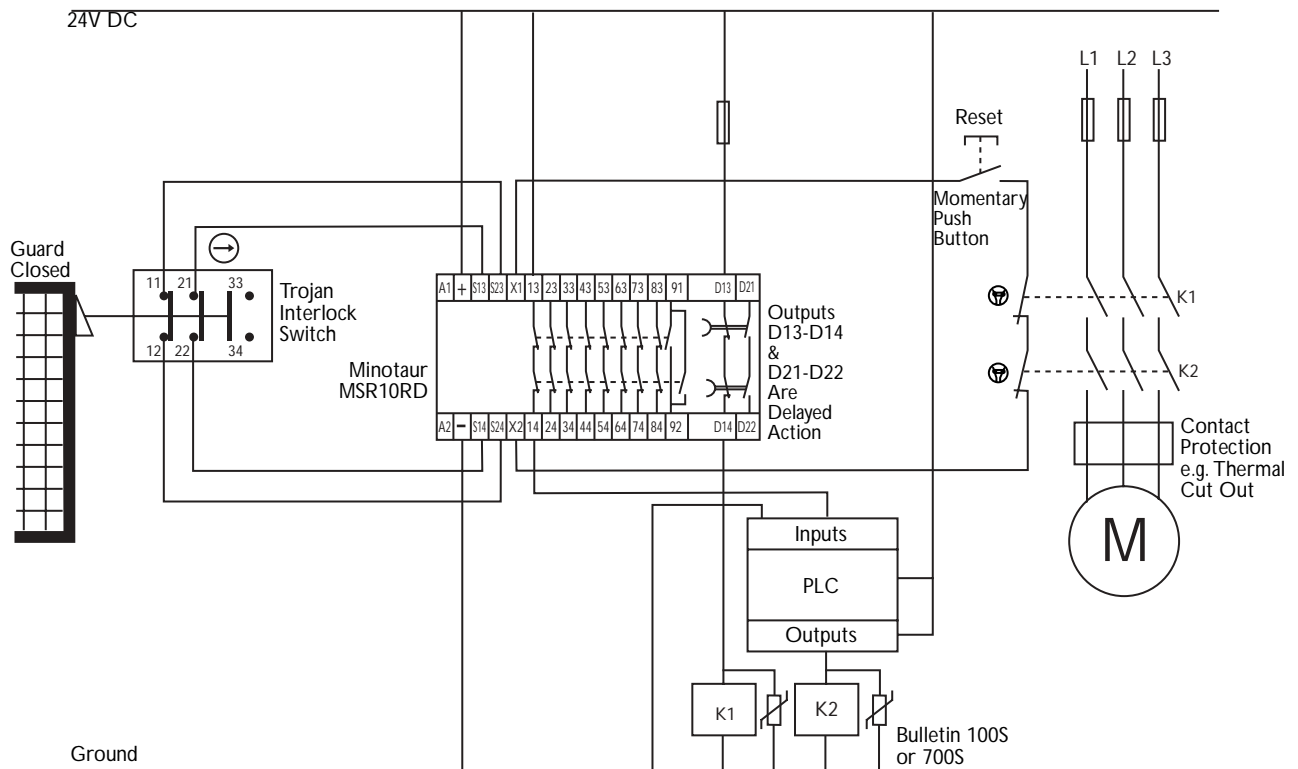 24V DC
L1 L2 L3
Reset
Momentary
Push
Button
Guard
Closed
11 21 33
12 22 34
Trojan
Interlock
Switch
Minotaur
MSR10RD
A1 + S13 S23 X1 13 23 33 43 53 63 73 83 91 D13 D21
A2 - S14 S24 X2 14 24 34 44 54 64 74 84 92 D14 D22
Outputs
D13-D14
&
D21-D22
Are
Delayed
Action
K1
K2
Contact
Protection
e.g. Thermal
Cut Out
M
Inputs
PLC
Outputs
K1
K2
Bulletin 100S
or 700S
Ground